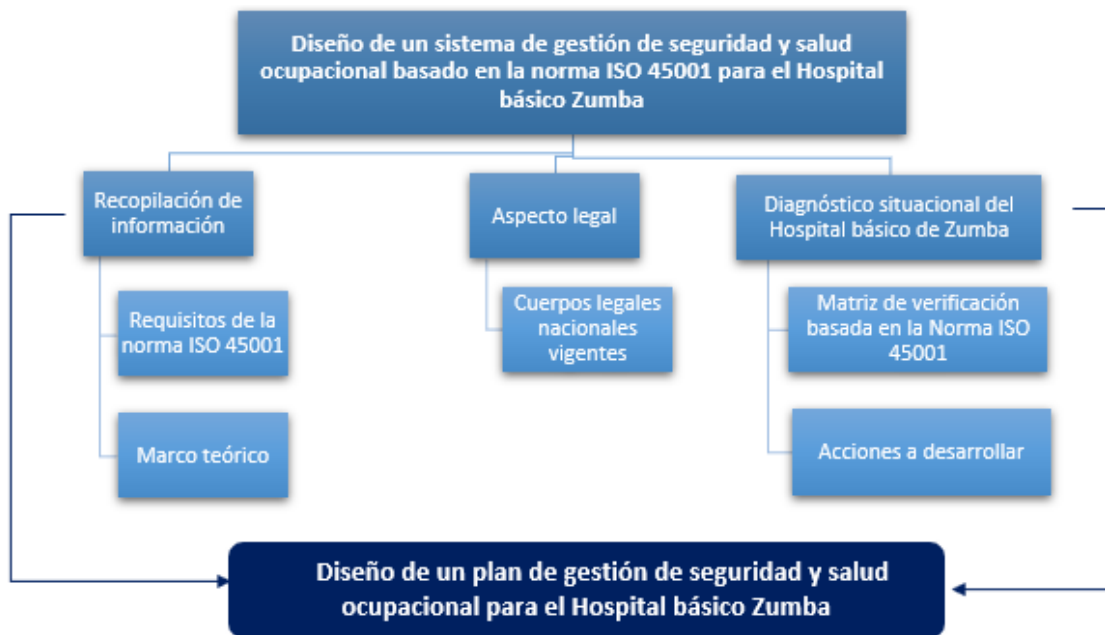 Diseño de un sistema de gestión de seguridad y salud
ocupacional basado en la norma ISO 45001 para el Hospital
básico Zumba
Recopilación de
información
Aspecto legal
Diagnóstico situacional del
Hospital básico de Zumba
Requisitos de la
norma ISO 45001
Cuerpos legales
nacionales
vigentes
Matriz de verificación
basada en la Norma ISO
45001
Marco teórico
Acciones a desarrollar
Diseño de un plan de gestión de seguridad y salud
ocupacional para el Hospital básico Zumba